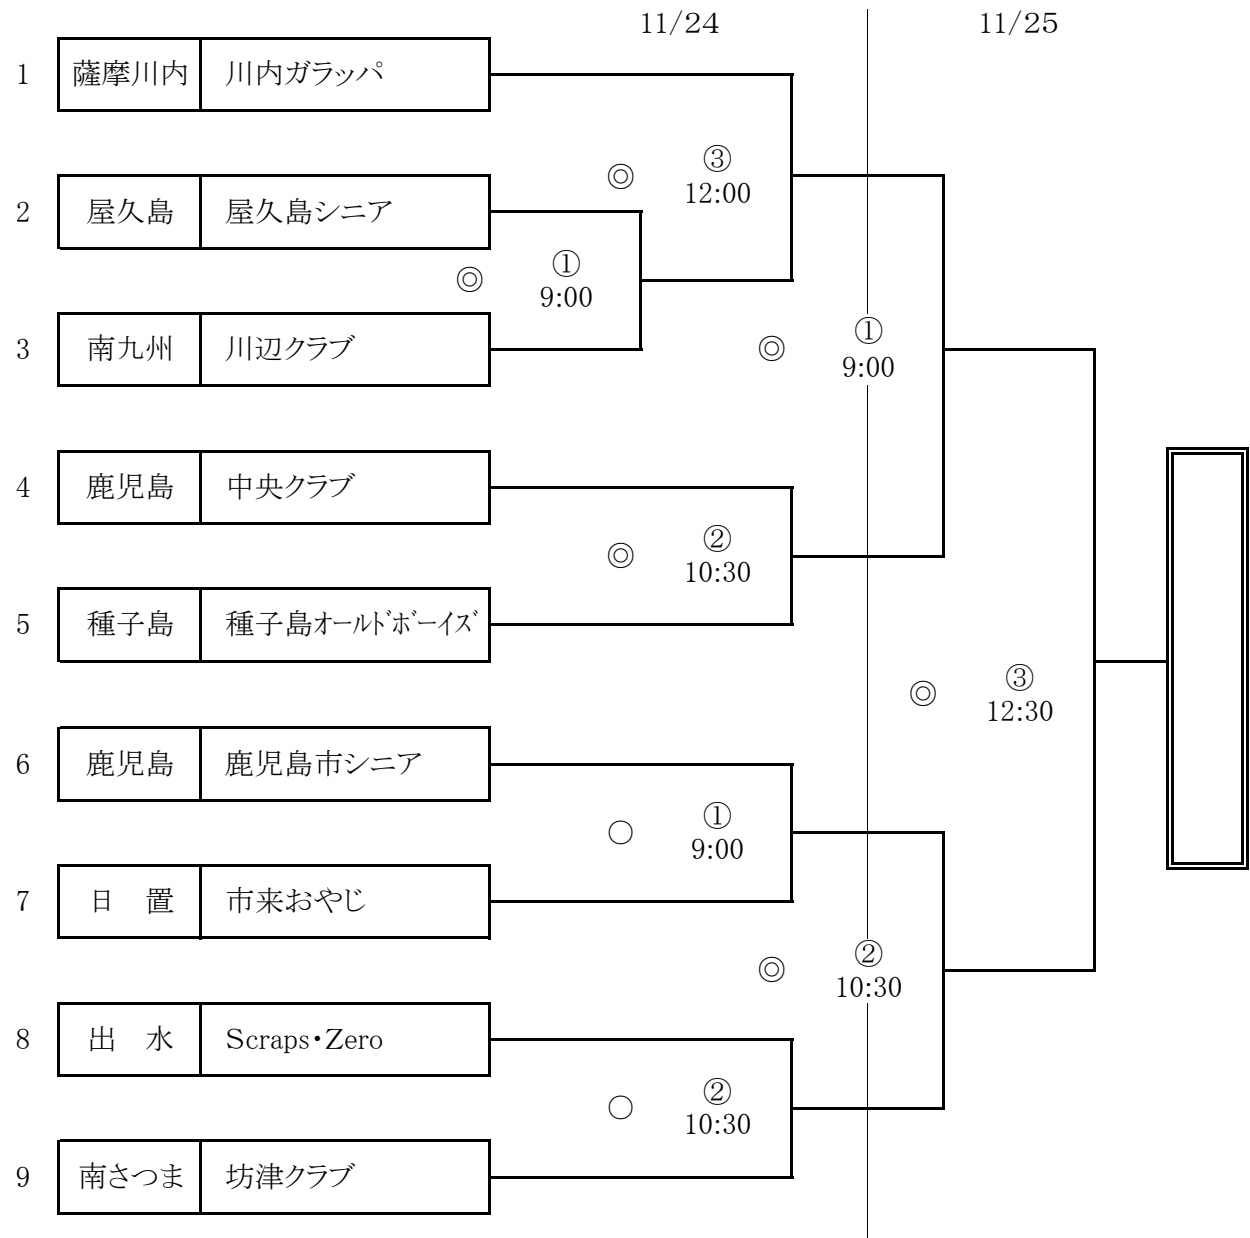 11/24
11/25
1 薩摩川内 川内ガラッパ
③
◎
12:00
2 屋久島 屋久島シニア
①
◎
9:00
①
3 南九州 川辺クラブ
◎
9:00
4 鹿児島 中央クラブ
②
◎
10:30
5 種子島 種子島オールドボーイズ
③
◎
12:30
6 鹿児島 鹿児島市シニア
①
○
9:00
7 日 置 市来おやじ
②
◎
10:30
8 出 水 Scraps・Zero
②
○
10:30
9 南さつま 坊津クラブ